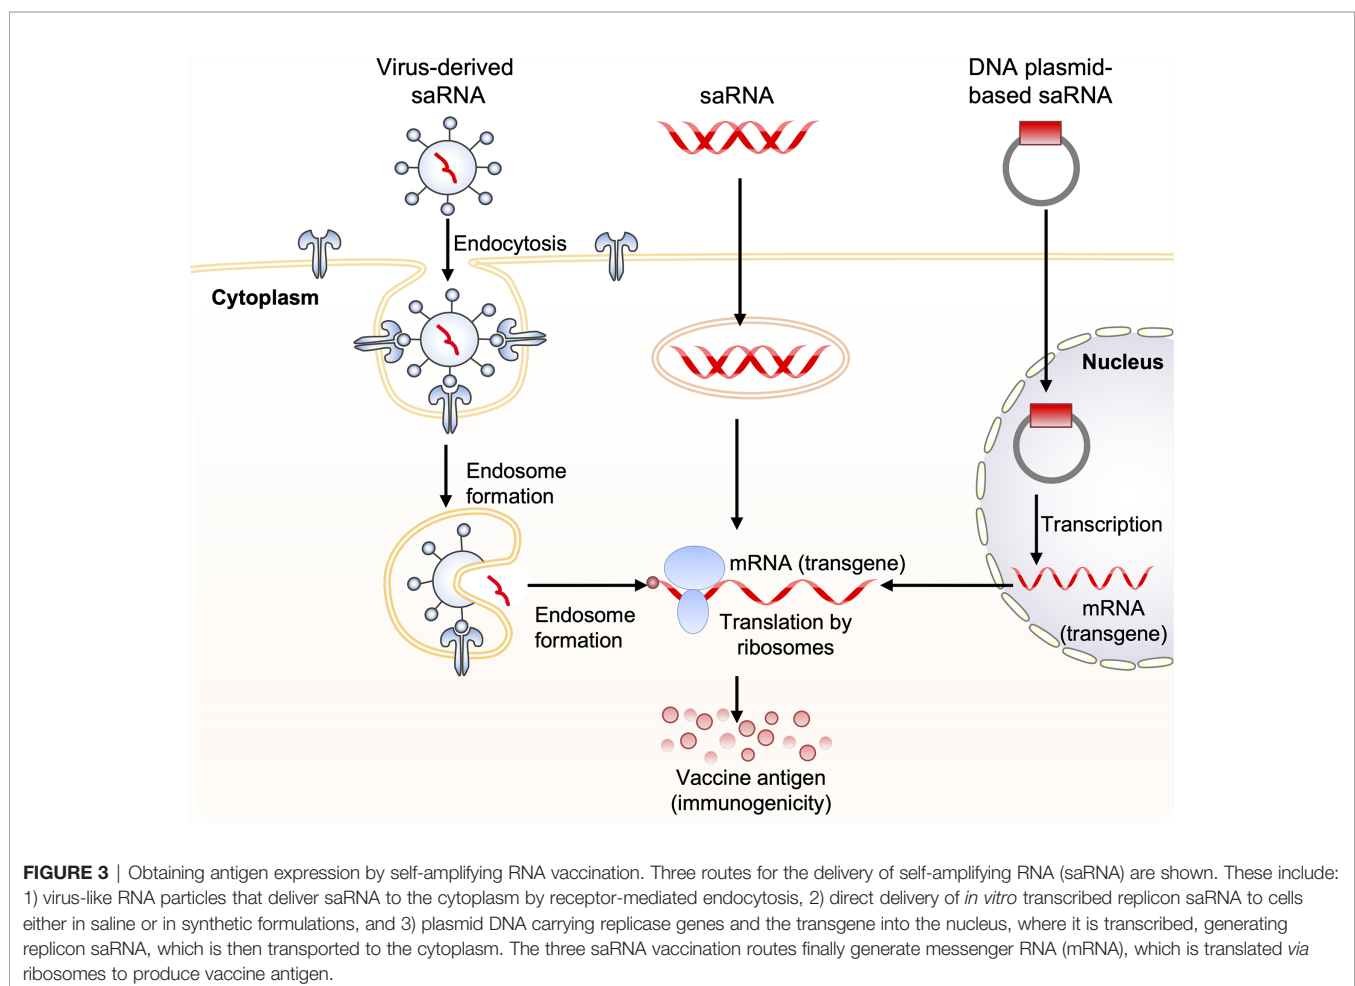 Virus-derived
saRNA
saRNA
DNA plasmid-
based saRNA
Endocytosis
Cytoplasm
Nucleus
Endosome
formation
Transcription
mRNA (transgene)
Endosome
formation
Translation by
ribosomes
mRNA
(transgene)
Vaccine antigen
(immunogenicity)
FIGURE 3 | Obtaining antigen expression by self-amplifying RNA vaccination. Three routes for the delivery of self-amplifying RNA (saRNA) are shown. These include:
1) virus-like RNA particles that deliver saRNA to the cytoplasm by receptor-mediated endocytosis, 2) direct delivery of in vitro transcribed replicon saRNA to cells
either in saline or in synthetic formulations, and 3) plasmid DNA carrying replicase genes and the transgene into the nucleus, where it is transcribed, generating
replicon saRNA, which is then transported to the cytoplasm. The three saRNA vaccination routes finally generate messenger RNA (mRNA), which is translated via
ribosomes to produce vaccine antigen.